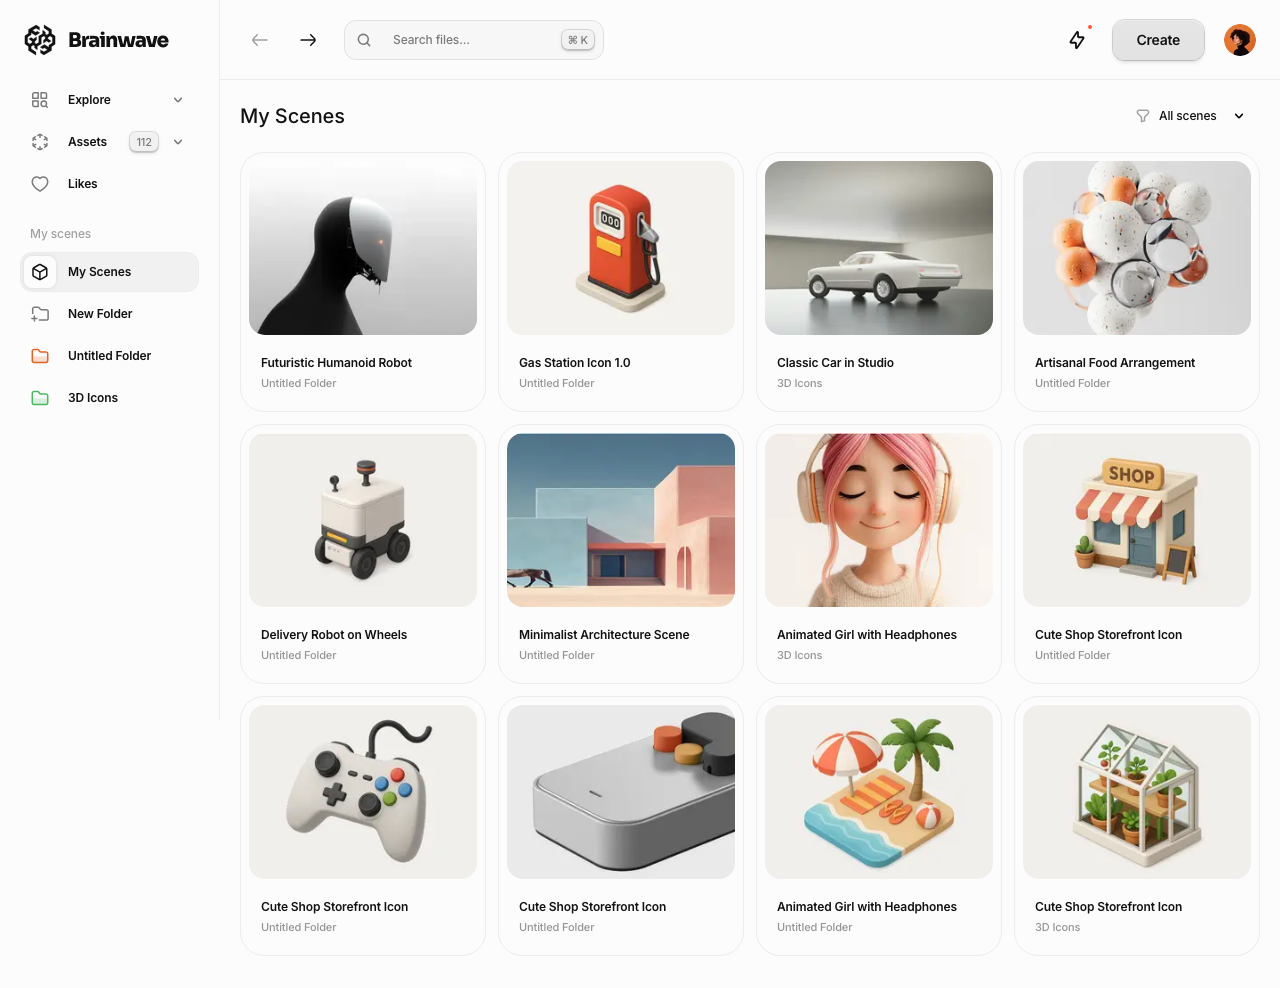 Brainwave
Search files...
⌘ K
Create
Explore
Assets
112
Likes
My scenes
My Scenes
New Folder
Untitled Folder
3D Icons
My Scenes
All scenes
000
Futuristic Humanoid Robot
Untitled Folder
Gas Station Icon 1.0
Untitled Folder
Classic Car in Studio
3D Icons
Artisanal Food Arrangement
Untitled Folder
SHOP
Delivery Robot on Wheels
Untitled Folder
Minimalist Architecture Scene
Untitled Folder
Animated Girl with Headphones
3D Icons
Cute Shop Storefront Icon
Untitled Folder
Cute Shop Storefront Icon
Untitled Folder
Cute Shop Storefront Icon
Untitled Folder
Animated Girl with Headphones
Untitled Folder
Cute Shop Storefront Icon
3D Icons